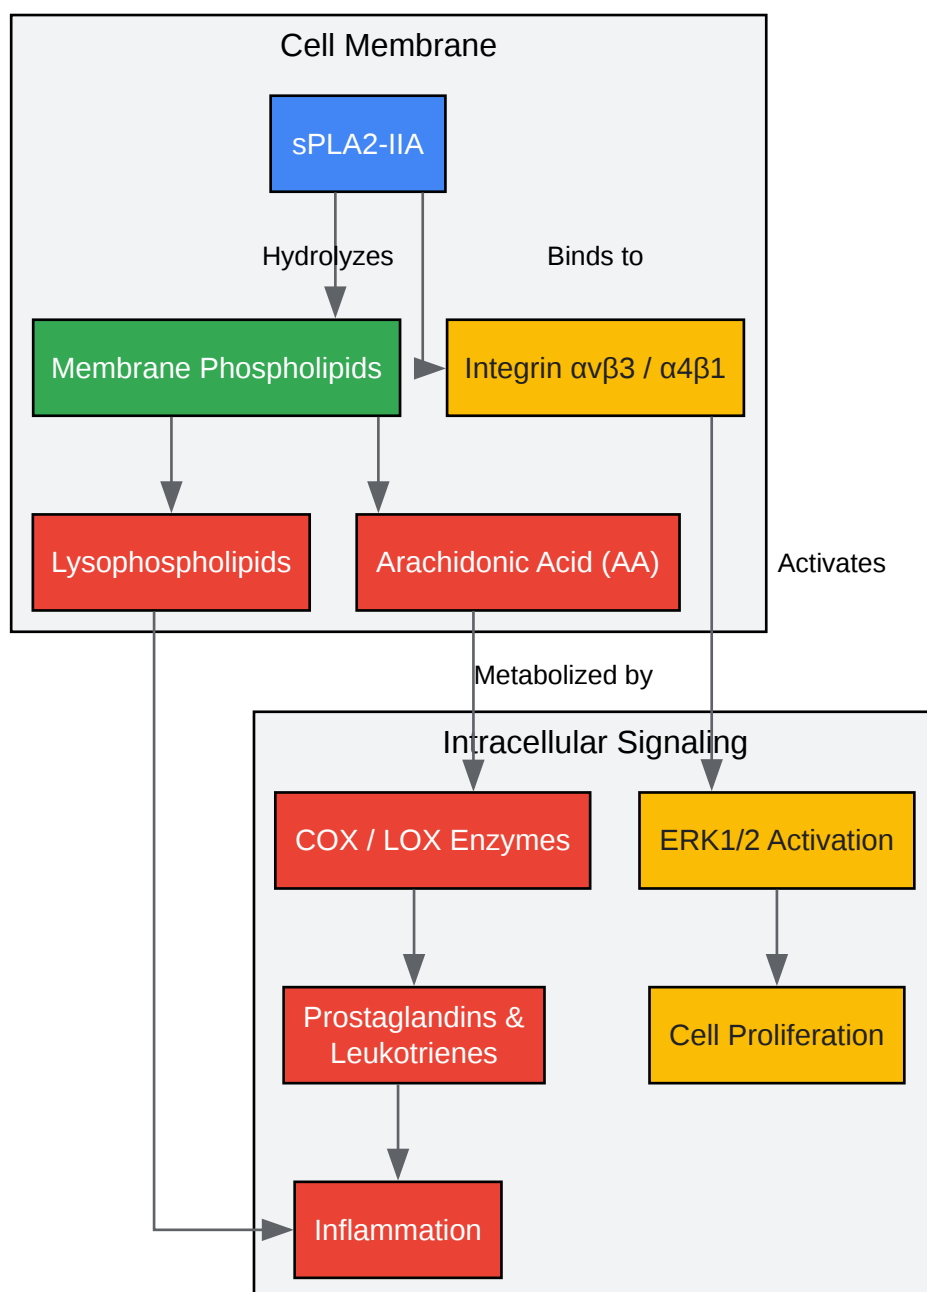 Cell Membrane
sPLA2-IIA
Hydrolyzes
Binds to
Membrane Phospholipids
Integrin αvβ3 / α4β1
Lysophospholipids
Arachidonic Acid (AA)
Activates
Metabolized by
Intracellular Signaling
COX / LOX Enzymes
ERK1/2 Activation
Prostaglandins &
Leukotrienes
Cell Proliferation
Inflammation